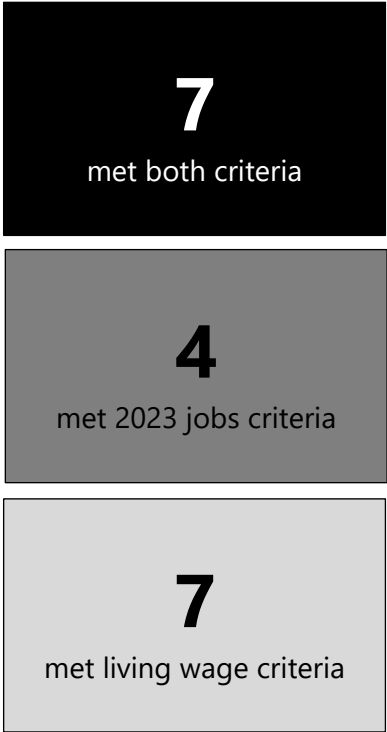 7
met both criteria
4
met 2023 jobs criteria
7
met living wage criteria